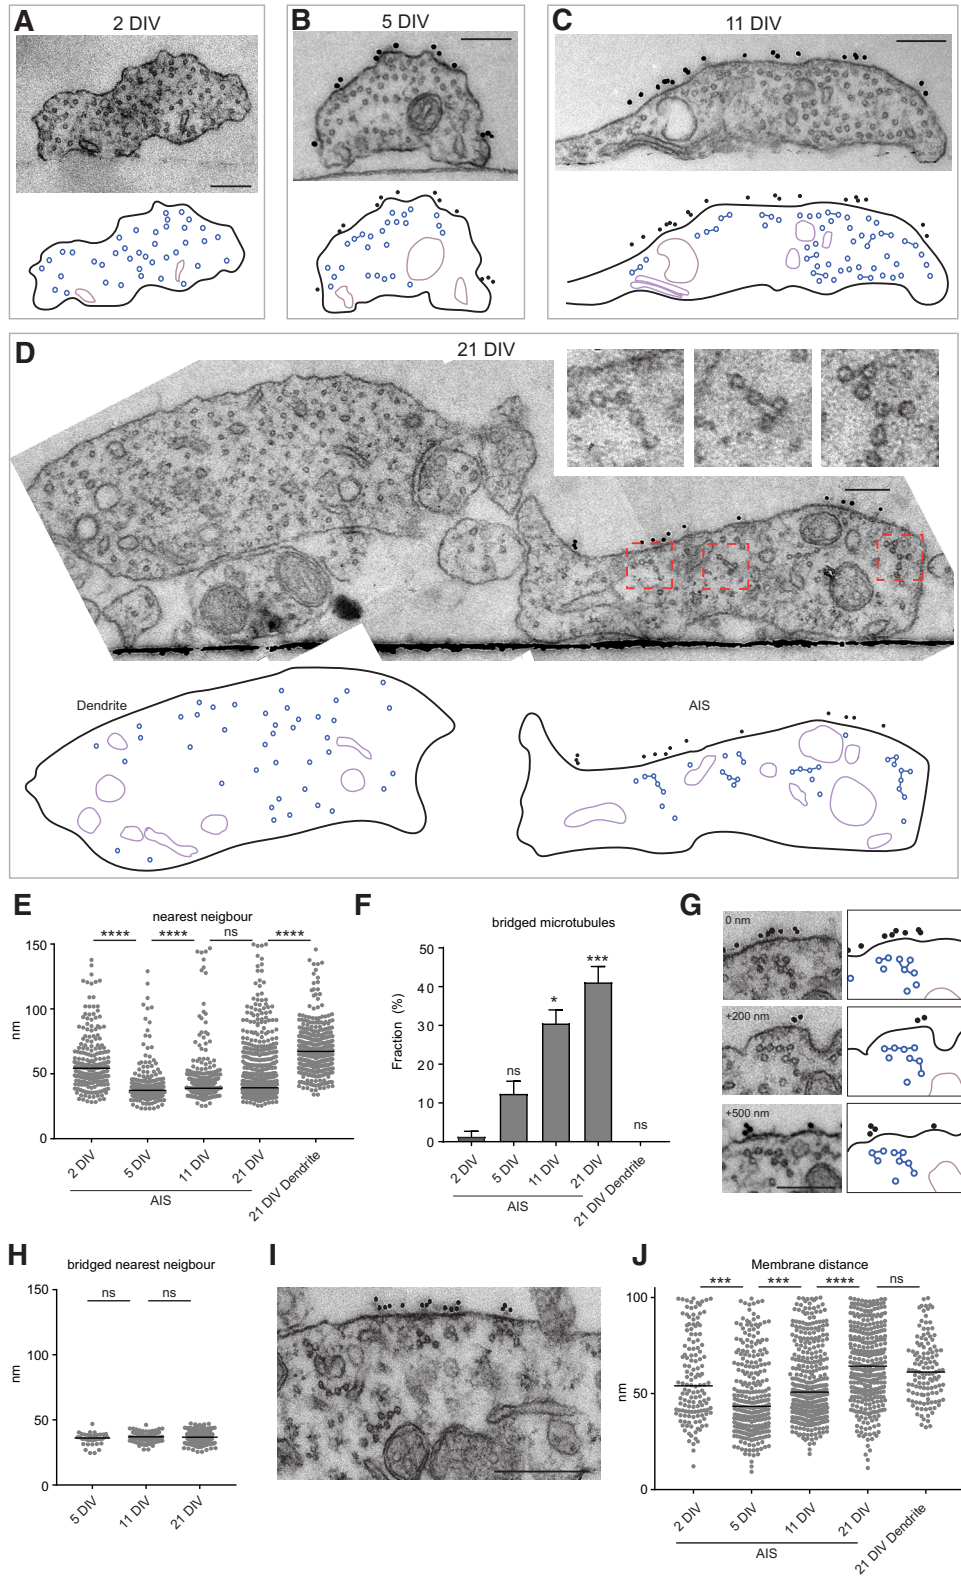 A
2 DIV
B
5 DIV
C
11 DIV
D
21 DIV
Dendrite
AIS
E
nearest neigbour
**** **** ns ****
150
100
50
0
nm
2 DIV
5 DIV
11 DIV
21 DIV
21 DIV Dendrite
AIS
F
bridged microtubules
50
40
30
20
10
0
Fraction (%)
ns
*
***
ns
2 DIV
5 DIV
11 DIV
21 DIV
21 DIV Dendrite
AIS
G
0 nm
+200 nm
+500 nm
H
bridged nearest neigbour
ns ns
150
100
50
0
nm
5 DIV
11 DIV
21 DIV
I
J
Membrane distance
*** *** **** ns
100
50
0
nm
2 DIV
5 DIV
11 DIV
21 DIV
21 DIV Dendrite
AIS